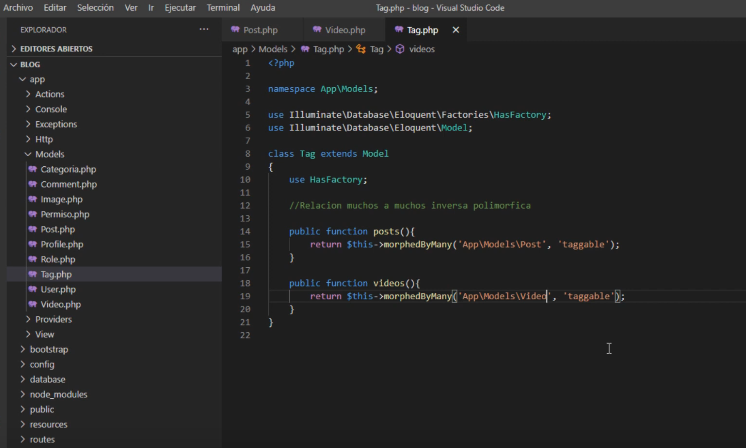 Archivo Editar Selección Ver Ir Ejecutar Terminal Ayuda Tag.php - blog - Visual Studio Code
EXPLORADOR ···
EDITORES ABIERTOS
BLOG
app
Actions
Console
Exceptions
Http
Models
Categoria.php
Comment.php
Image.php
Permiso.php
Post.php
Profile.php
Role.php
Tag.php
User.php
Video.php
Providers
View
bootstrap
config
database
node_modules
public
resources
routes
Post.php Video.php Tag.php
app > Models > Tag.php > Tag > videos
1 <?php
2
3 namespace App\Models;
4
5 use Illuminate\Database\Eloquent\Factories\HasFactory;
6 use Illuminate\Database\Eloquent\Model;
7
8 class Tag extends Model
9 {
10 use HasFactory;
11
12 //Relacion muchos a muchos inversa polimorfica
13
14 public function posts(){
15 return $this->morphedByMany('App\Models\Post', 'taggable');
16 }
17
18 public function videos(){
19 return $this->morphedByMany('App\Models\Video', 'taggable');
20 }
21 }
22